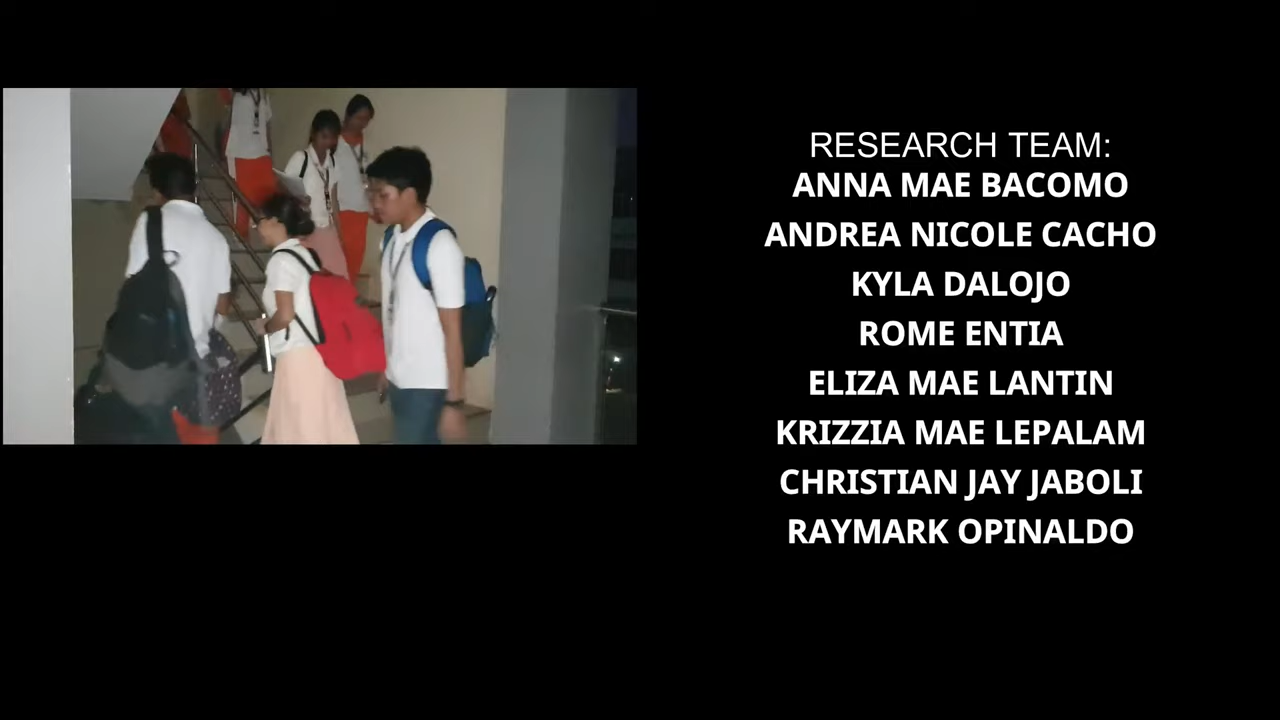 RESEARCH TEAM:
ANNA MAE BACOMO
ANDREA NICOLE CACHO
KYLA DALOJO
ROME ENTIA
ELIZA MAE LANTIN
KRIZZIA MAE LEPALAM
CHRISTIAN JAY JABOLI
RAYMARK OPINALDO